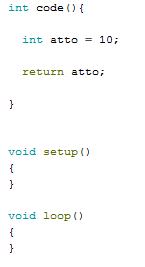 int code(){
int atto = 10;
return atto;
}
void setup()
{
}
void loop()
{
}